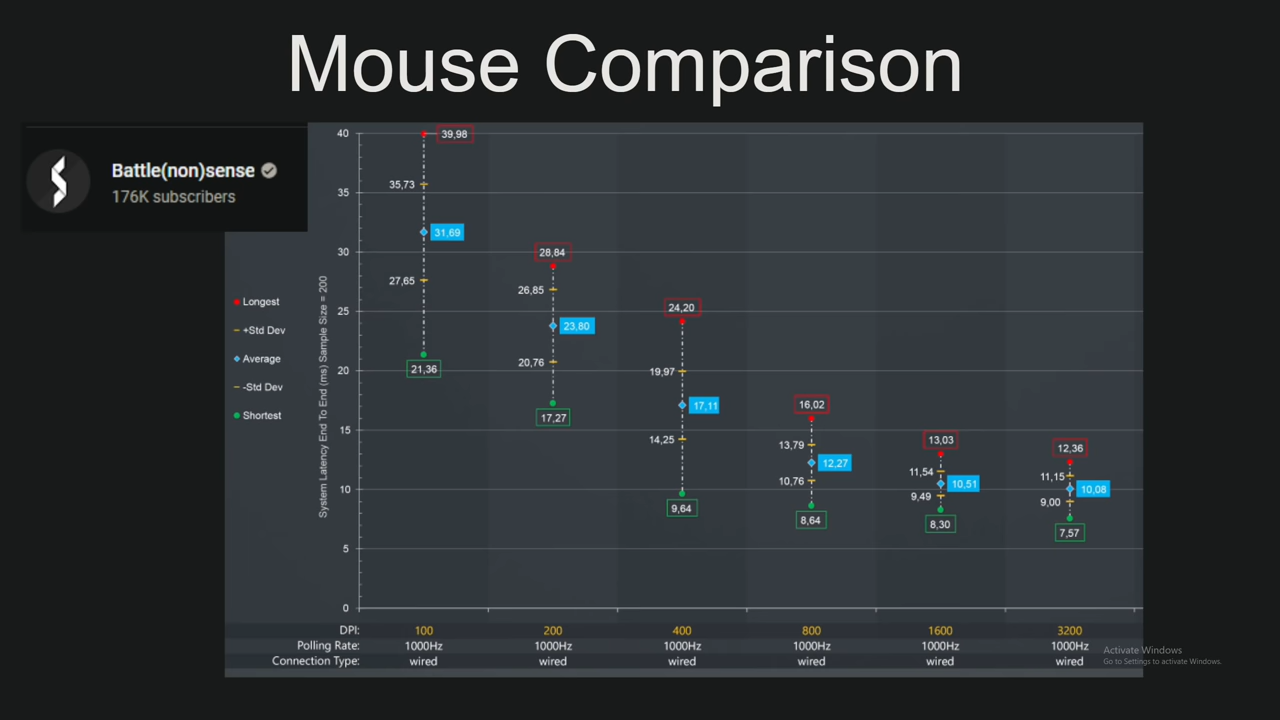 Mouse Comparison
Battle(non)sense
176K subscribers
Longest
+Std Dev
Average
-Std Dev
Shortest
System Latency End To End (ms) Sample Size = 200
40
35
30
25
20
15
10
5
0
39,98
35,73
31,69
27,65
21,36
28,84
26,85
23,80
20,76
17,27
24,20
19,97
17,11
14,25
9,64
16,02
13,79
12,27
10,76
8,64
13,03
11,54
10,51
9,49
8,30
12,36
11,15
10,08
9,00
7,57
DPI: 100 200 400 800 1600 3200
Polling Rate: 1000Hz 1000Hz 1000Hz 1000Hz 1000Hz 1000Hz
Connection Type: wired wired wired wired wired wired
Activate Windows
Go to Settings to activate Windows.